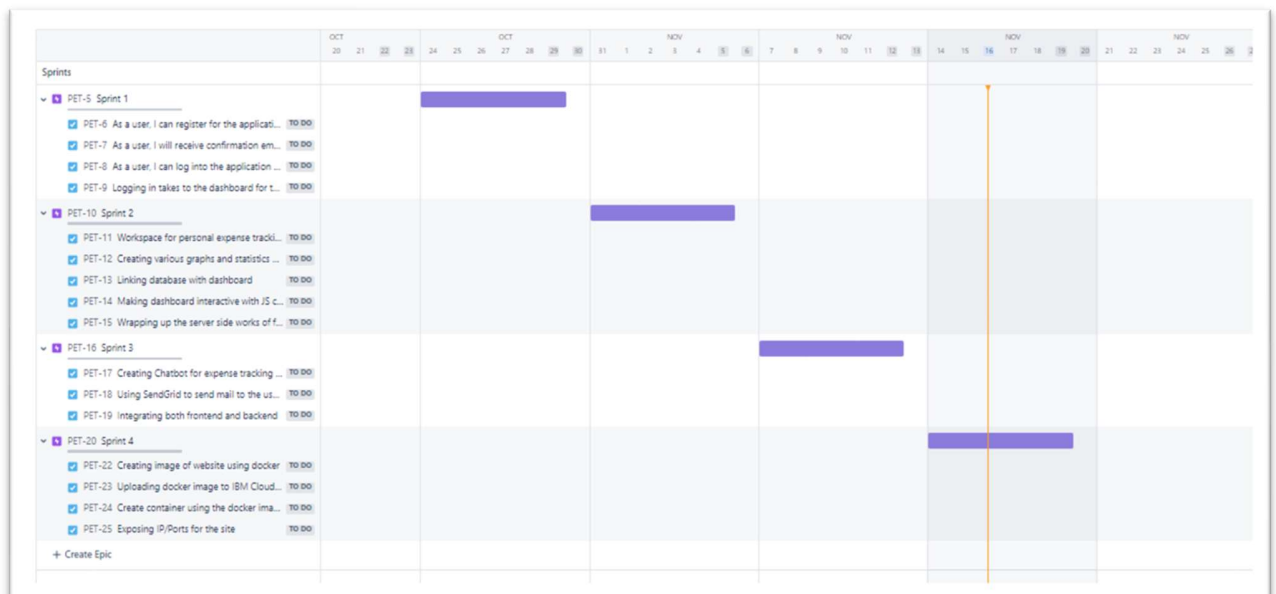 OCT OCT NOV NOV NOV NOV
20 21 22 23 24 25 26 27 28 29 30 31 1 2 3 4 5 6 7 8 9 10 11 12 13 14 15 16 17 18 19 20 21 22 23 24 25 26
Sprints
PET-5 Sprint 1
PET-6 As a user, I can register for the applicati... TO DO
PET-7 As a user, I will receive confirmation em... TO DO
PET-8 As a user, I can log into the application ... TO DO
PET-9 Logging in takes to the dashboard for t... TO DO
PET-10 Sprint 2
PET-11 Workspace for personal expense tracki... TO DO
PET-12 Creating various graphs and statistics ... TO DO
PET-13 Linking database with dashboard TO DO
PET-14 Making dashboard interactive with JS c... TO DO
PET-15 Wrapping up the server side works of f... TO DO
PET-16 Sprint 3
PET-17 Creating Chatbot for expense tracking ... TO DO
PET-18 Using SendGrid to send mail to the us... TO DO
PET-19 Integrating both frontend and backend TO DO
PET-20 Sprint 4
PET-22 Creating image of website using docker TO DO
PET-23 Uploading docker image to IBM Cloud... TO DO
PET-24 Create container using the docker ima... TO DO
PET-25 Exposing IP/Ports for the site TO DO
+ Create Epic